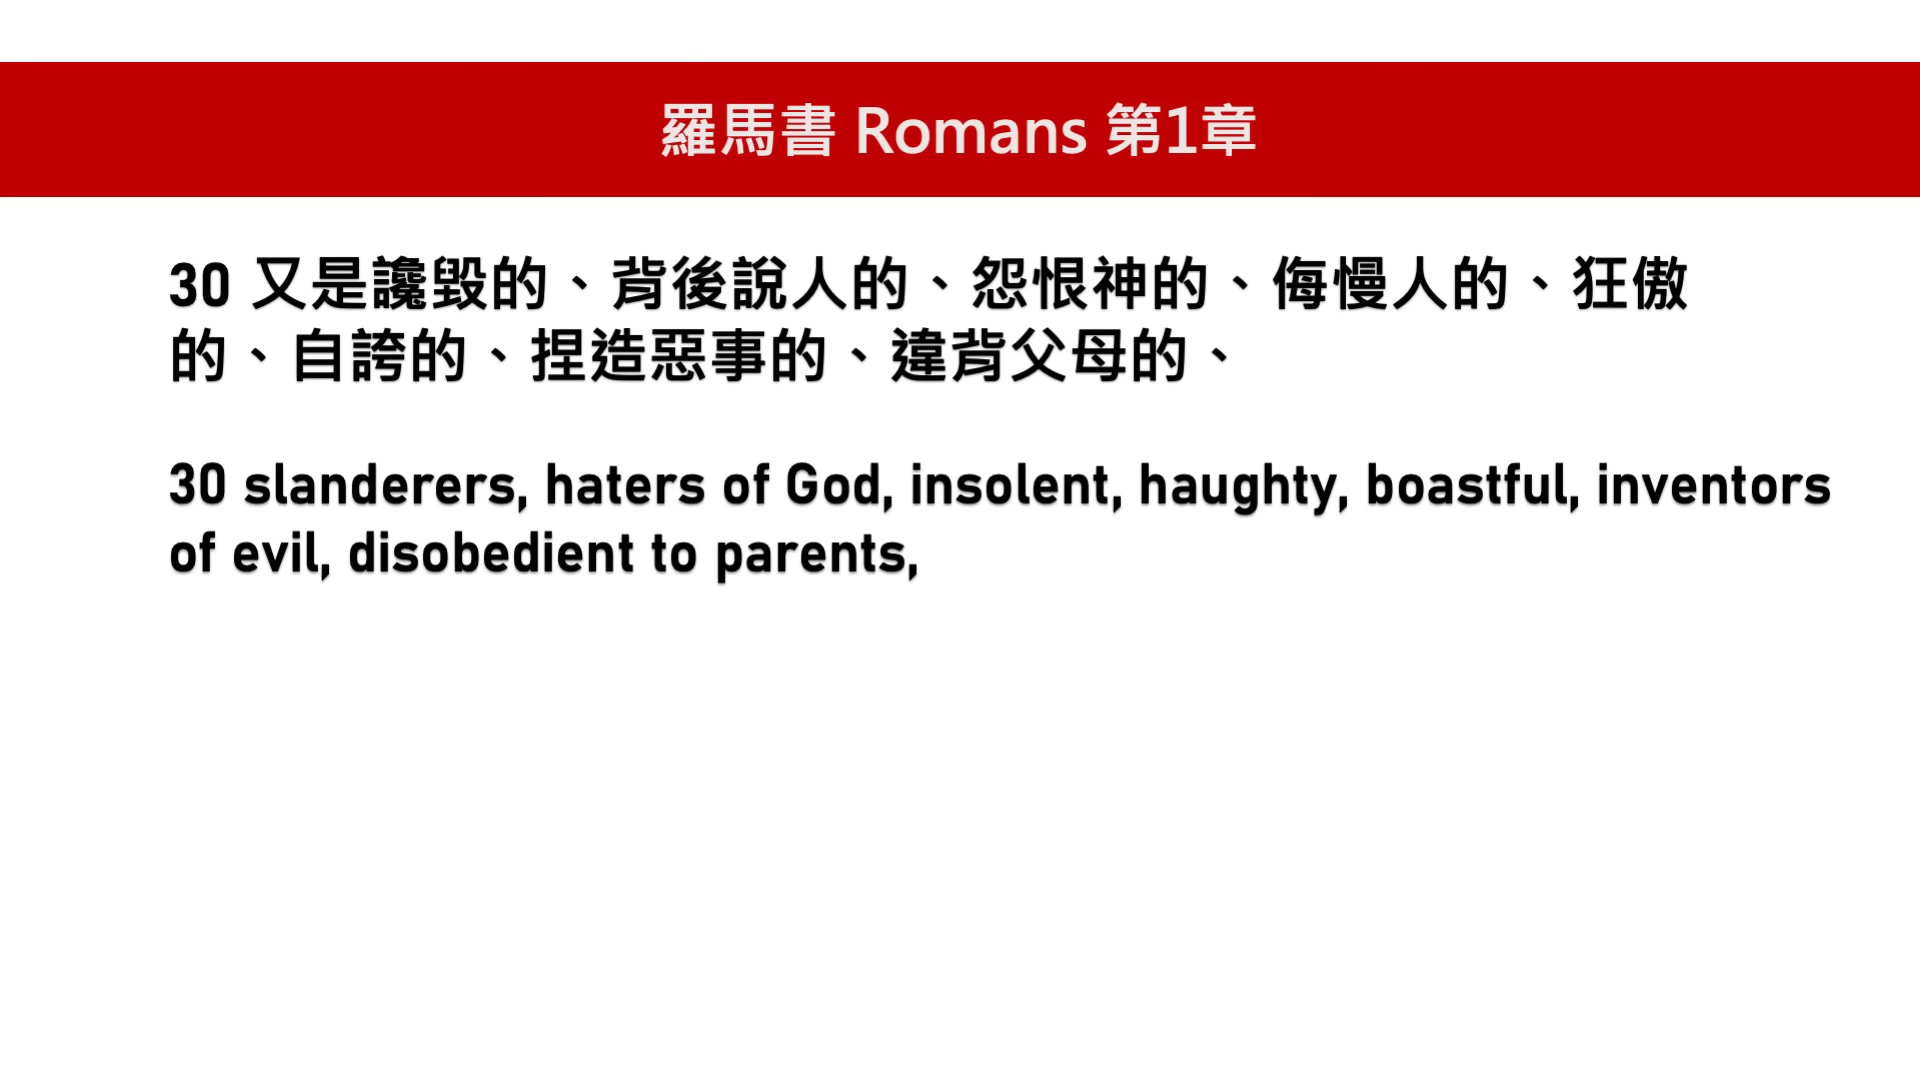 羅馬書 Romans 第1章
30 又是讒毀的、背後說人的、怨恨神的、侮慢人的、狂傲
的、自誇的、捏造惡事的、違背父母的、
30 slanderers, haters of God, insolent, haughty, boastful, inventors
of evil, disobedient to parents,